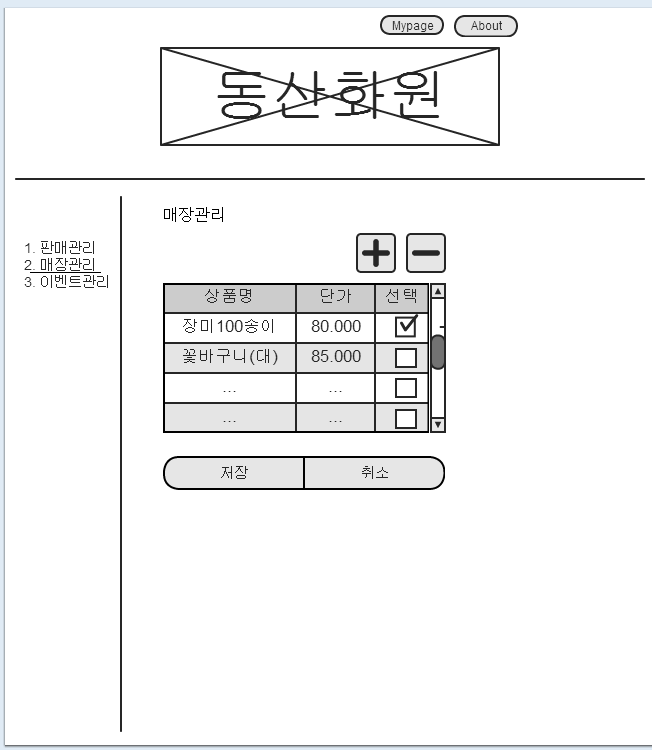 Mypage About
동산화원
매장관리
1. 판매관리
2. 매장관리
3. 이벤트관리
상품명 단가 선택
장미100송이 80.000
꽃바구니(대) 85.000
... ...
... ...
저장 취소